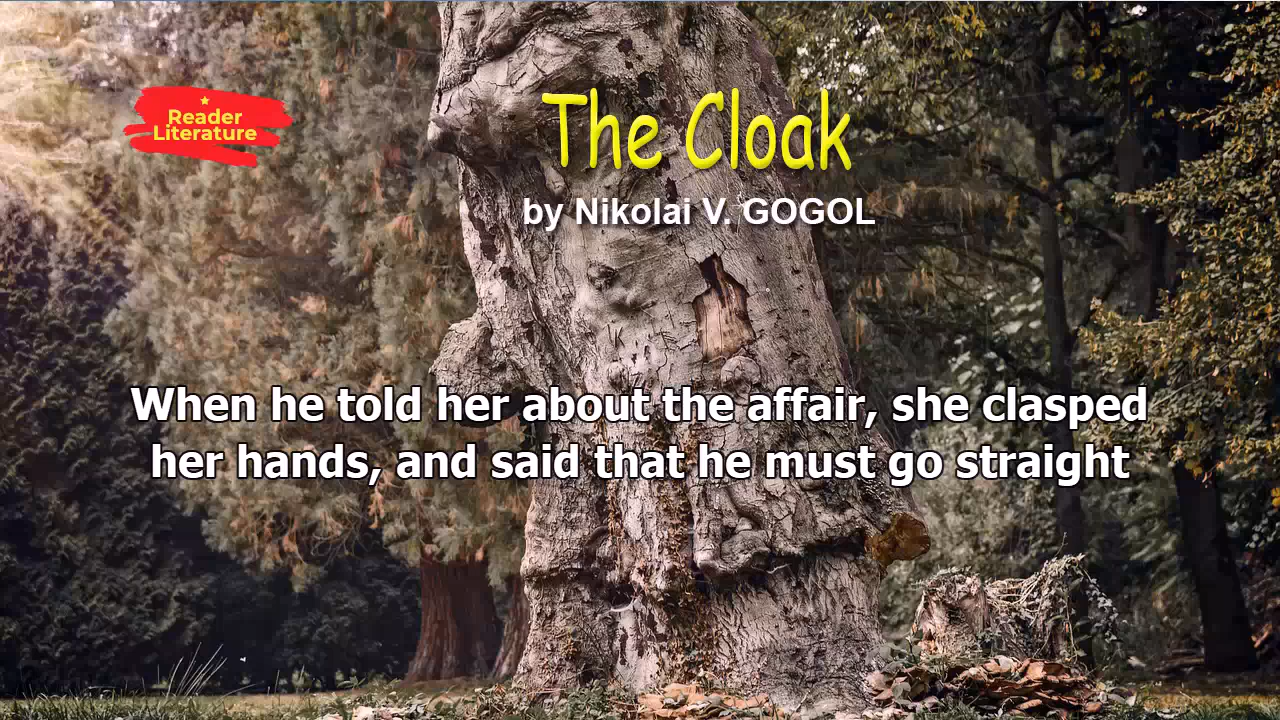 Reader
Literature
The Cloak
by Nikolai V. GOGOL
When he told her about the affair, she clasped
her hands, and said that he must go straight